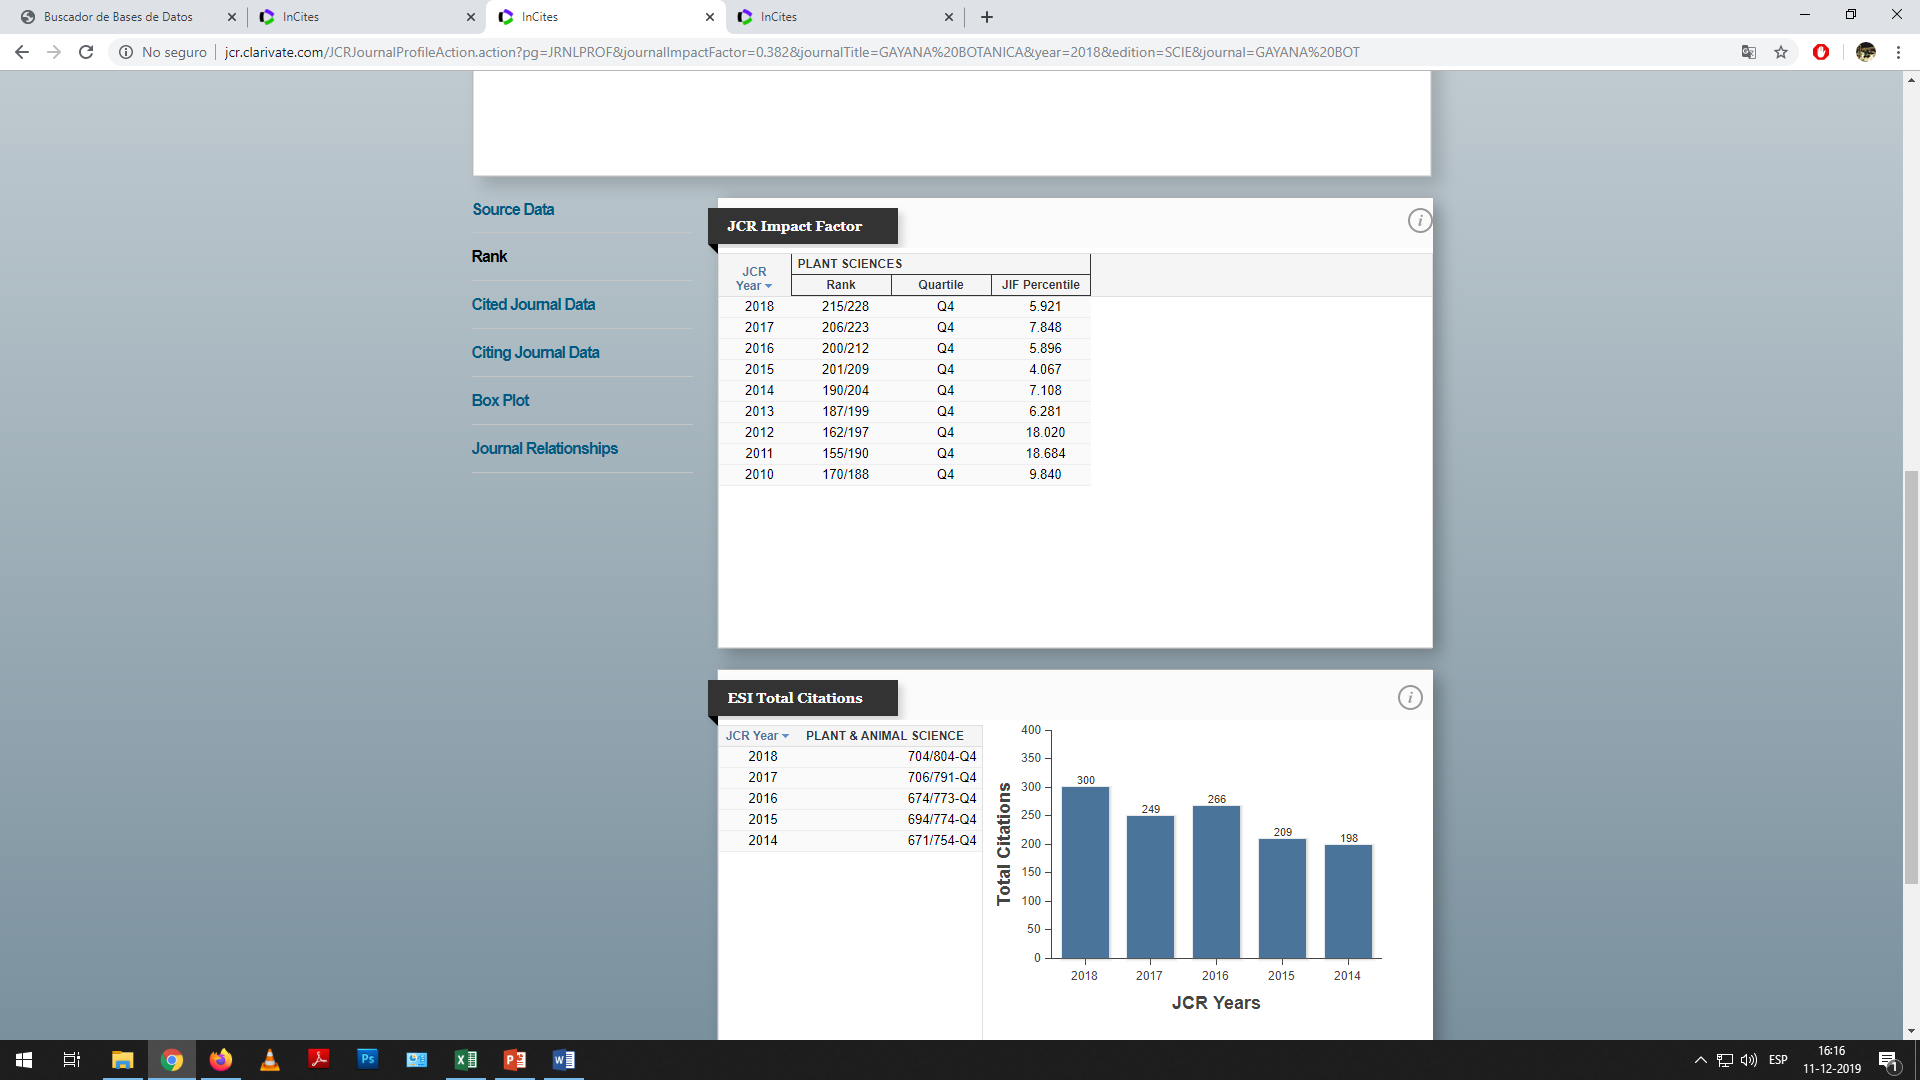 Buscador de Bases de Datos
InCites
InCites
InCites
No seguro
jcr.clarivate.com/JCRJournalProfileAction.action?pg=JRNLPROF&journalImpactFactor=0.382&journalTitle=GAYANA%20BOTANICA&year=2018&edition=SCIE&journal=GAYANA%20BOT
Source Data
Rank
Cited Journal Data
Citing Journal Data
Box Plot
Journal Relationships
JCR Impact Factor
i
JCR Year
PLANT SCIENCES
Rank Quartile JIF Percentile
2018 215/228 Q4 5.921
2017 206/223 Q4 7.848
2016 200/212 Q4 5.896
2015 201/209 Q4 4.067
2014 190/204 Q4 7.108
2013 187/199 Q4 6.281
2012 162/197 Q4 18.020
2011 155/190 Q4 18.684
2010 170/188 Q4 9.840
ESI Total Citations
i
JCR Year PLANT & ANIMAL SCIENCE
2018 704/804-Q4
2017 706/791-Q4
2016 674/773-Q4
2015 694/774-Q4
2014 671/754-Q4
Total Citations
400
350
300
250
200
150
100
50
0
300
249
266
209
198
2018 2017 2016 2015 2014
JCR Years
Ps
ESP
16:16
11-12-2019
1